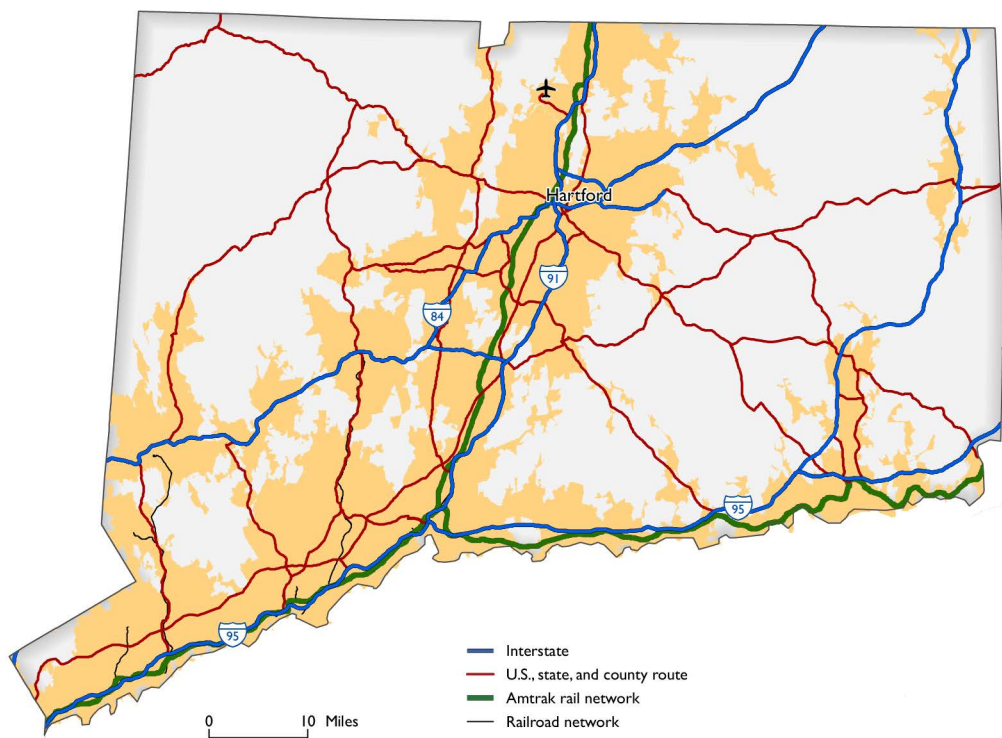 Hartford
91
84
95
95
Interstate
U.S., state, and county route
Amtrak rail network
Railroad network
0 10 Miles